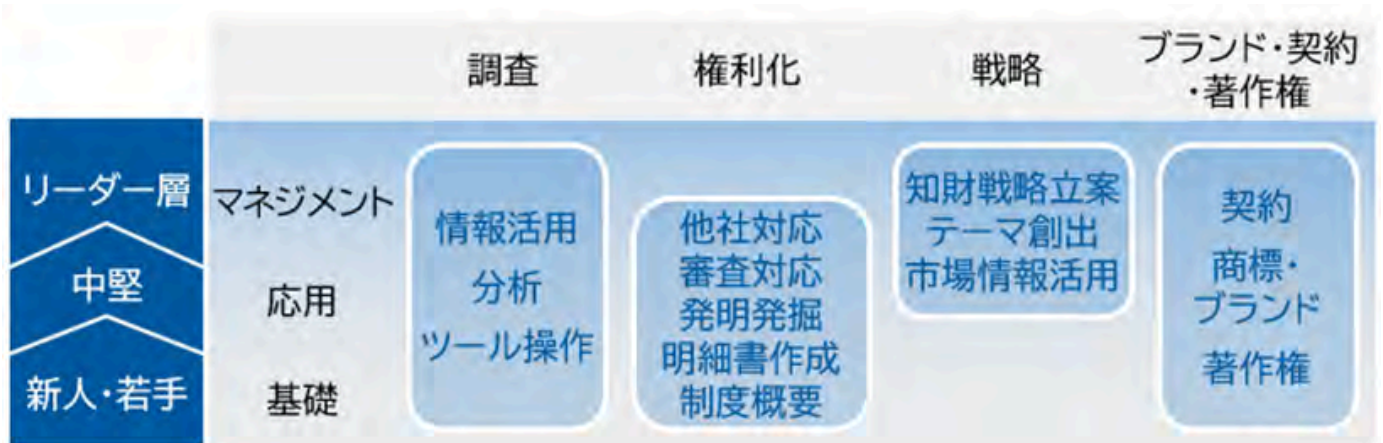 調査
権利化
戦略
ブランド・契約
・著作権
リーダー層
中堅
新人・若手
マネジメント
応用
基礎
情報活用
分析
ツール操作
他社対応
審査対応
発明発掘
明細書作成
制度概要
知財戦略立案
テーマ創出
市場情報活用
契約
商標・
ブランド
著作権